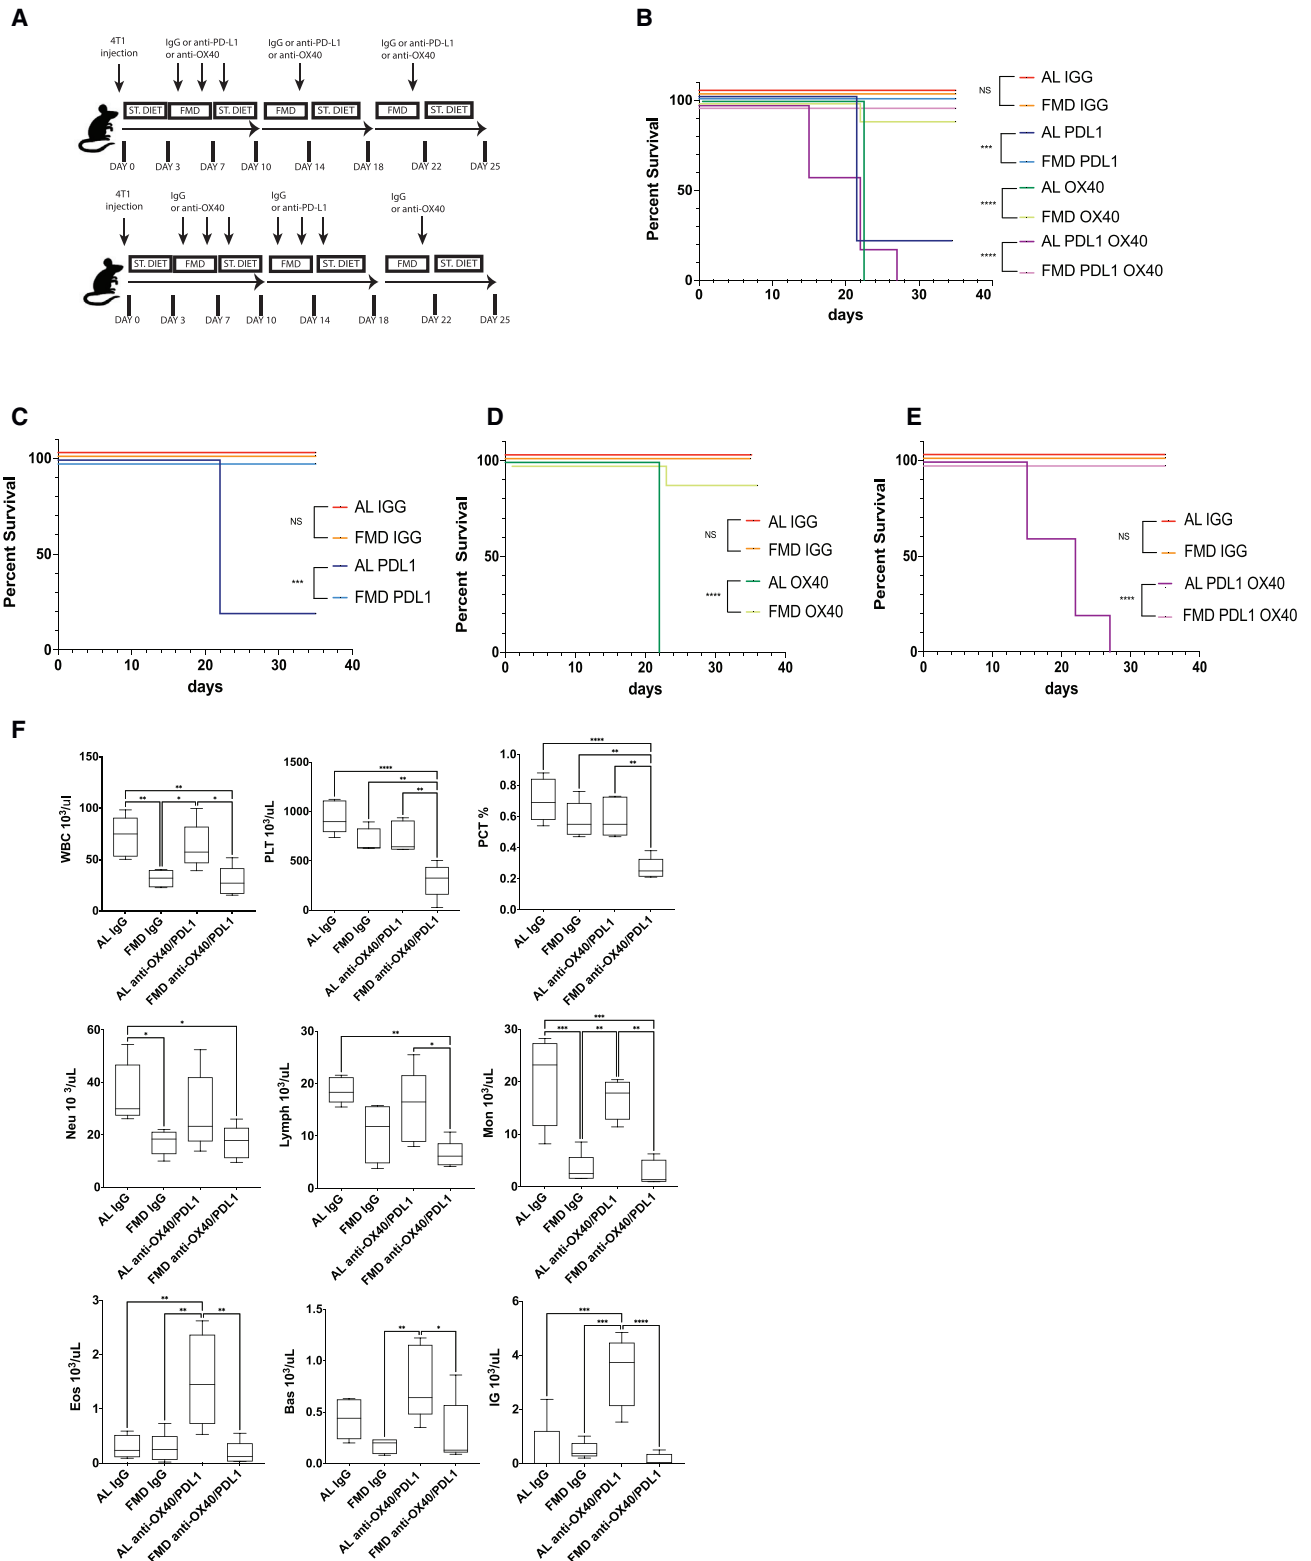 A
4T1
injection
IgG or anti-PD-L1
or anti-OX40
IgG or anti-PD-L1
or anti-OX40
IgG or anti-PD-L1
or anti-OX40
ST. DIET
FMD
ST. DIET
FMD
ST. DIET
FMD
ST. DIET
DAY 0
DAY 3
DAY 7
DAY 10
DAY 14
DAY 18
DAY 22
DAY 25
4T1
injection
IgG
or anti-OX40
IgG
or anti-PD-L1
IgG
or anti-OX40
ST. DIET
FMD
ST. DIET
FMD
ST. DIET
FMD
ST. DIET
DAY 0
DAY 3
DAY 7
DAY 10
DAY 14
DAY 18
DAY 22
DAY 25
B
Percent Survival
100
50
0
0 10 20 30 40
days
NS
AL IGG
FMD IGG
***
AL PDL1
FMD PDL1
****
AL OX40
FMD OX40
****
AL PDL1 OX40
FMD PDL1 OX40
C
Percent Survival
100
50
0
0 10 20 30 40
days
NS
AL IGG
FMD IGG
***
AL PDL1
FMD PDL1
D
Percent Survival
100
50
0
0 10 20 30 40
days
NS
AL IGG
FMD IGG
****
AL OX40
FMD OX40
E
Percent Survival
100
50
0
0 10 20 30 40
days
NS
AL IGG
FMD IGG
****
AL PDL1 OX40
FMD PDL1 OX40
F
WBC 10³/ul
150
100
50
0
**
** * *
AL IgG
FMD IgG
AL anti-OX40/PDL1
FMD anti-OX40/PDL1
PLT 10³/uL
1500
1000
500
0
****
**
**
AL IgG
FMD IgG
AL anti-OX40/PDL1
FMD anti-OX40/PDL1
PCT %
1.0
0.8
0.6
0.4
0.2
0.0
****
**
**
AL IgG
FMD IgG
AL anti-OX40/PDL1
FMD anti-OX40/PDL1
Neu 10 ³/uL
60
40
20
0
*
*
AL IgG
FMD IgG
AL anti-OX40/PDL1
FMD anti-OX40/PDL1
Lymph 10³/uL
30
20
10
0
**
*
AL IgG
FMD IgG
AL anti-OX40/PDL1
FMD anti-OX40/PDL1
Mon 10³/uL
30
20
10
0
***
*** ** **
AL IgG
FMD IgG
AL anti-OX40/PDL1
FMD anti-OX40/PDL1
Eos 10³/uL
3
2
1
0
**
** **
AL IgG
FMD IgG
AL anti-OX40/PDL1
FMD anti-OX40/PDL1
Bas 10³/uL
1.5
1.0
0.5
0.0
** *
AL IgG
FMD IgG
AL anti-OX40/PDL1
FMD anti-OX40/PDL1
IG 10³/uL
6
4
2
0
***
*** ****
AL IgG
FMD IgG
AL anti-OX40/PDL1
FMD anti-OX40/PDL1